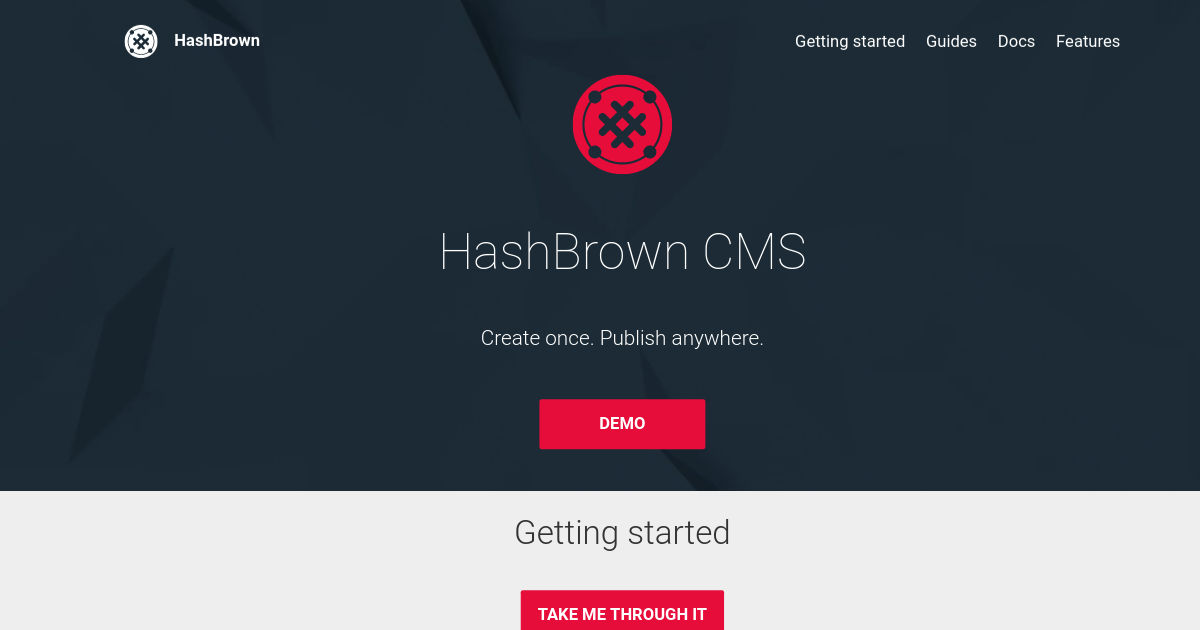 HashBrown
Getting started
Guides
Docs
Features
HashBrown CMS
Create once. Publish anywhere.
DEMO
Getting started
TAKE ME THROUGH IT